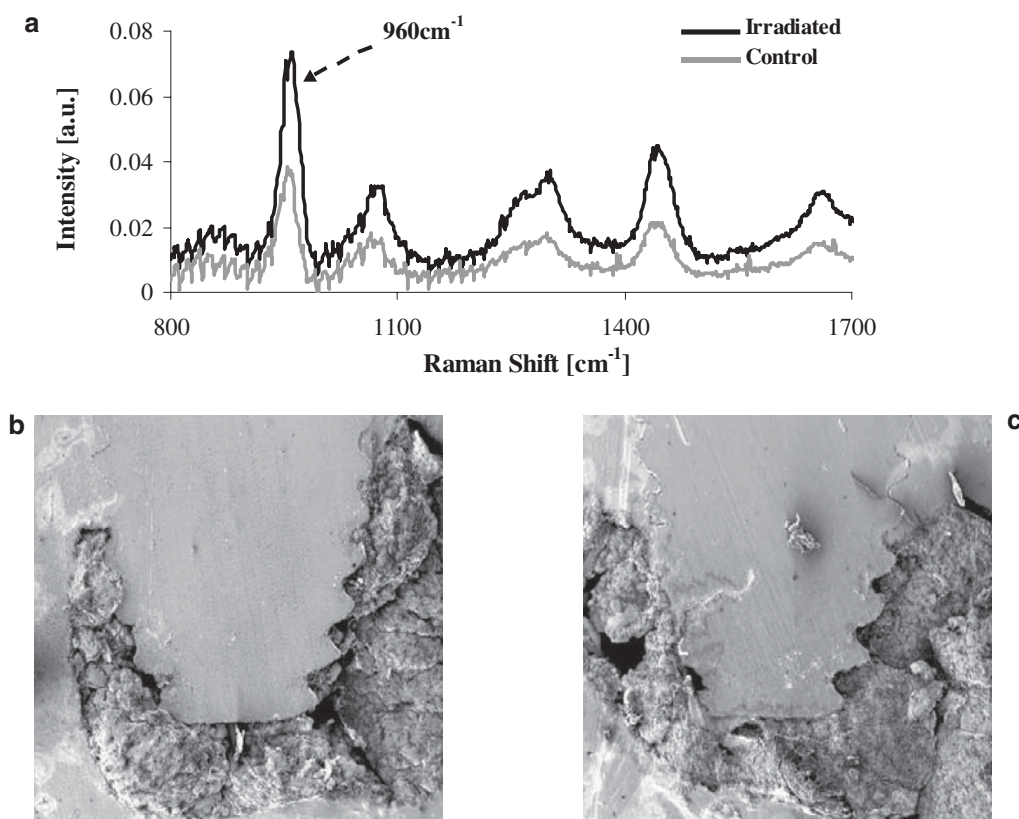 a
960cm⁻¹
Irradiated
Control
Intensity [a.u.]
0.08
0.06
0.04
0.02
0
800
1100
1400
1700
Raman Shift [cm⁻¹]
b
c